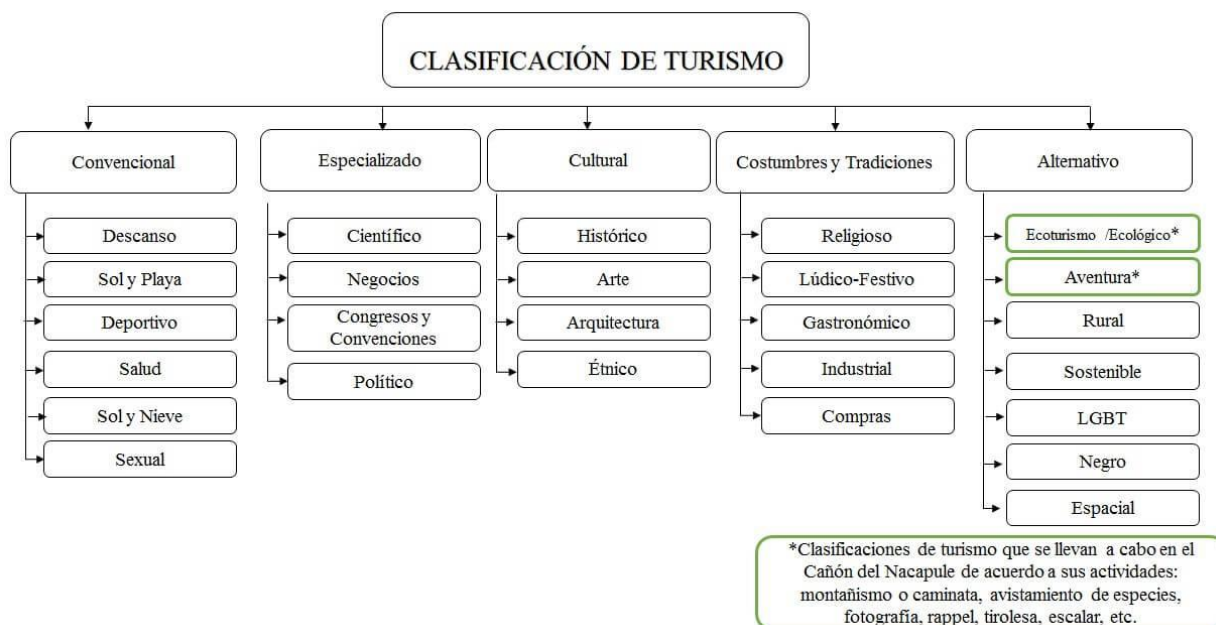 CLASIFICACIÓN DE TURISMO
Convencional
Descanso
Sol y Playa
Deportivo
Salud
Sol y Nieve
Sexual
Especializado
Científico
Negocios
Congresos y
Convenciones
Político
Cultural
Histórico
Arte
Arquitectura
Étnico
Costumbres y Tradiciones
Religioso
Lúdico-Festivo
Gastronómico
Industrial
Compras
Alternativo
Ecoturismo /Ecológico*
Aventura*
Rural
Sostenible
LGBT
Negro
Espacial
*Clasificaciones de turismo que se llevan a cabo en el
Cañón del Nacapule de acuerdo a sus actividades:
montañismo o caminata, avistamiento de especies,
fotografía, rappel, tirolesa, escalar, etc.